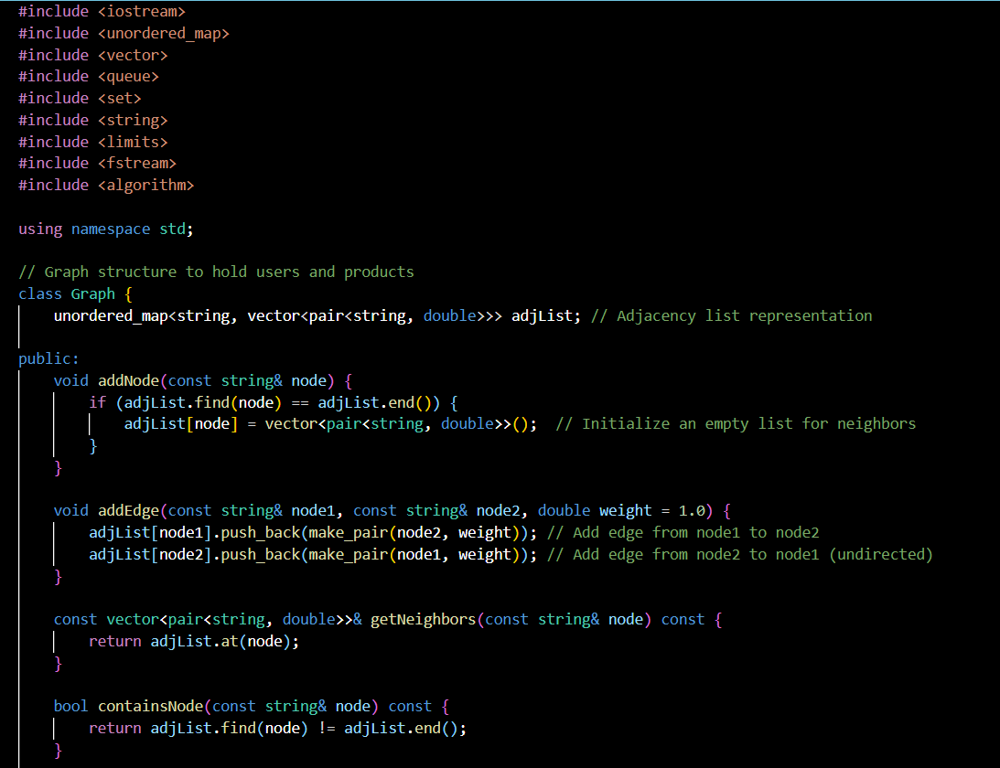 #include <iostream>
#include <unordered_map>
#include <vector>
#include <queue>
#include <set>
#include <string>
#include <limits>
#include <fstream>
#include <algorithm>

using namespace std;

// Graph structure to hold users and products
class Graph {
    unordered_map<string, vector<pair<string, double>>> adjList; // Adjacency list representation

public:
    void addNode(const string& node) {
        if (adjList.find(node) == adjList.end()) {
            adjList[node] = vector<pair<string, double>>();  // Initialize an empty list for neighbors
        }
    }

    void addEdge(const string& node1, const string& node2, double weight = 1.0) {
        adjList[node1].push_back(make_pair(node2, weight)); // Add edge from node1 to node2
        adjList[node2].push_back(make_pair(node1, weight)); // Add edge from node2 to node1 (undirected)
    }

    const vector<pair<string, double>>& getNeighbors(const string& node) const {
        return adjList.at(node);
    }

    bool containsNode(const string& node) const {
        return adjList.find(node) != adjList.end();
    }